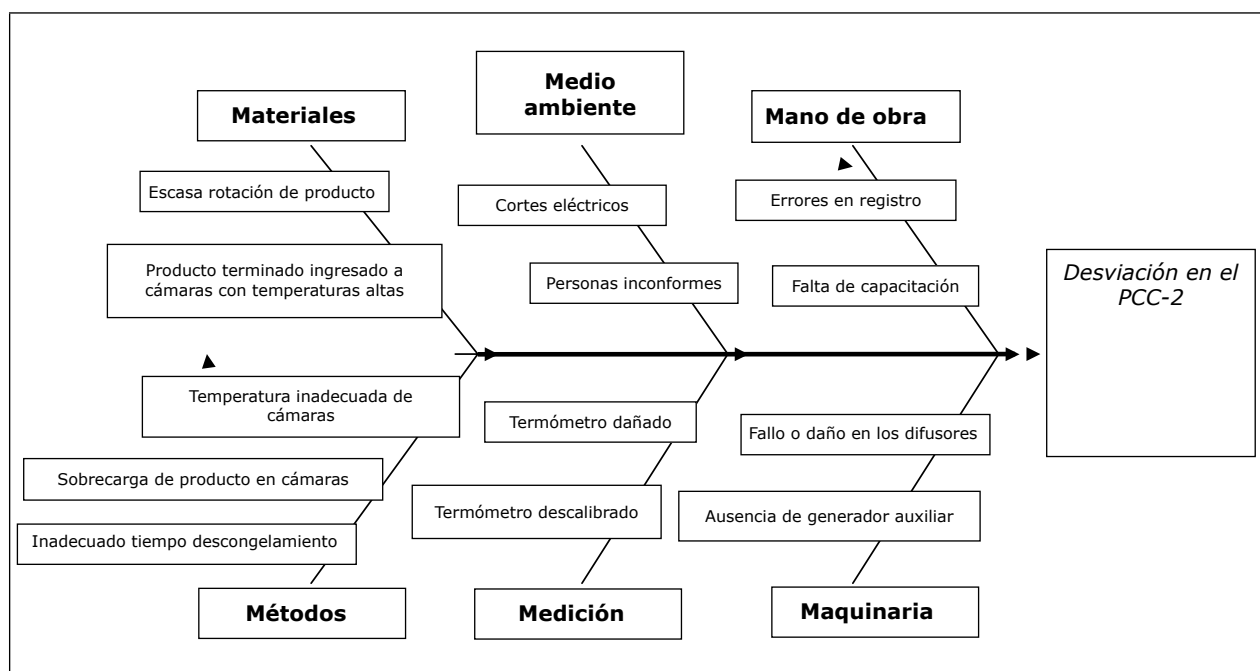 Materiales
Medio
ambiente
Mano de obra
Escasa rotación de producto
Cortes eléctricos
Errores en registro
Producto terminado ingresado a
cámaras con temperaturas altas
Personas inconformes
Falta de capacitación
Desviación en el
PCC-2
Temperatura inadecuada de
cámaras
Termómetro dañado
Fallo o daño en los difusores
Sobrecarga de producto en cámaras
Termómetro descalibrado
Ausencia de generador auxiliar
Inadecuado tiempo descongelamiento
Métodos
Medición
Maquinaria